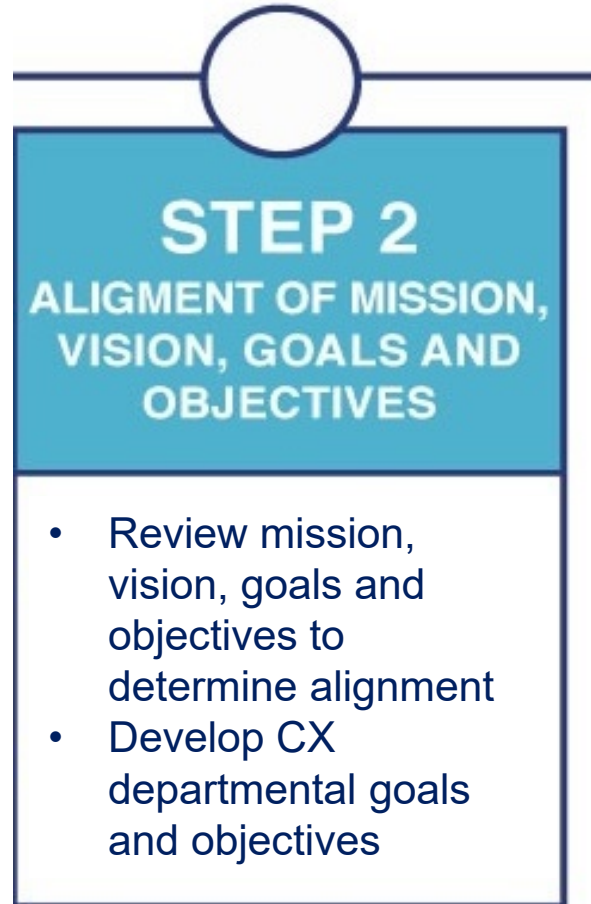 STEP 2
ALIGMENT OF MISSION,
VISION, GOALS AND
OBJECTIVES
• Review mission,
vision, goals and
objectives to
determine alignment
• Develop CX
departmental goals
and objectives